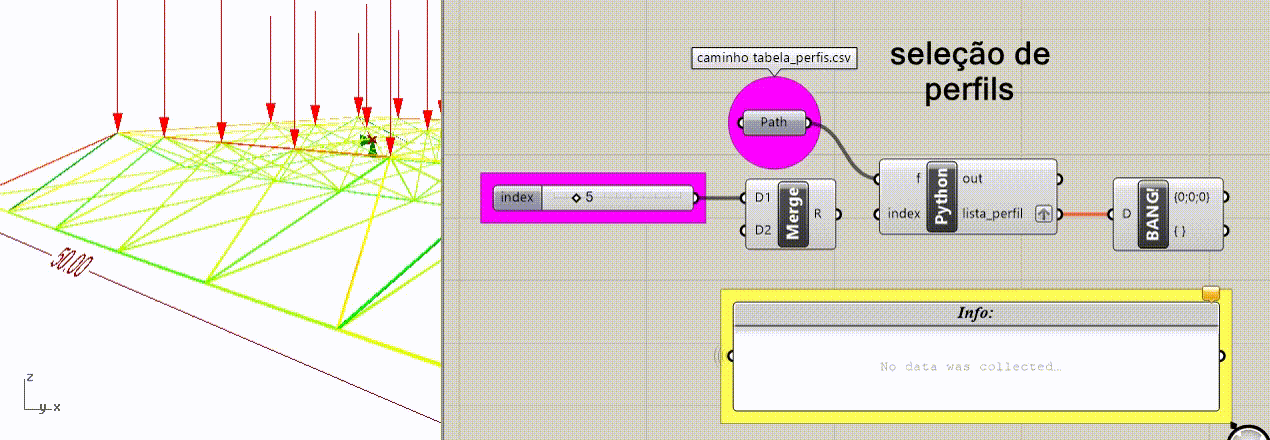 50.00
z
y x
caminho tabela_perfis.csv
seleção de
perfils
Path
index 5
D1
D2
Merge
R
f
index
Python
out
lista_perfil
D
BANG!
{0;0;0}
{ }
Info:
No data was collected…